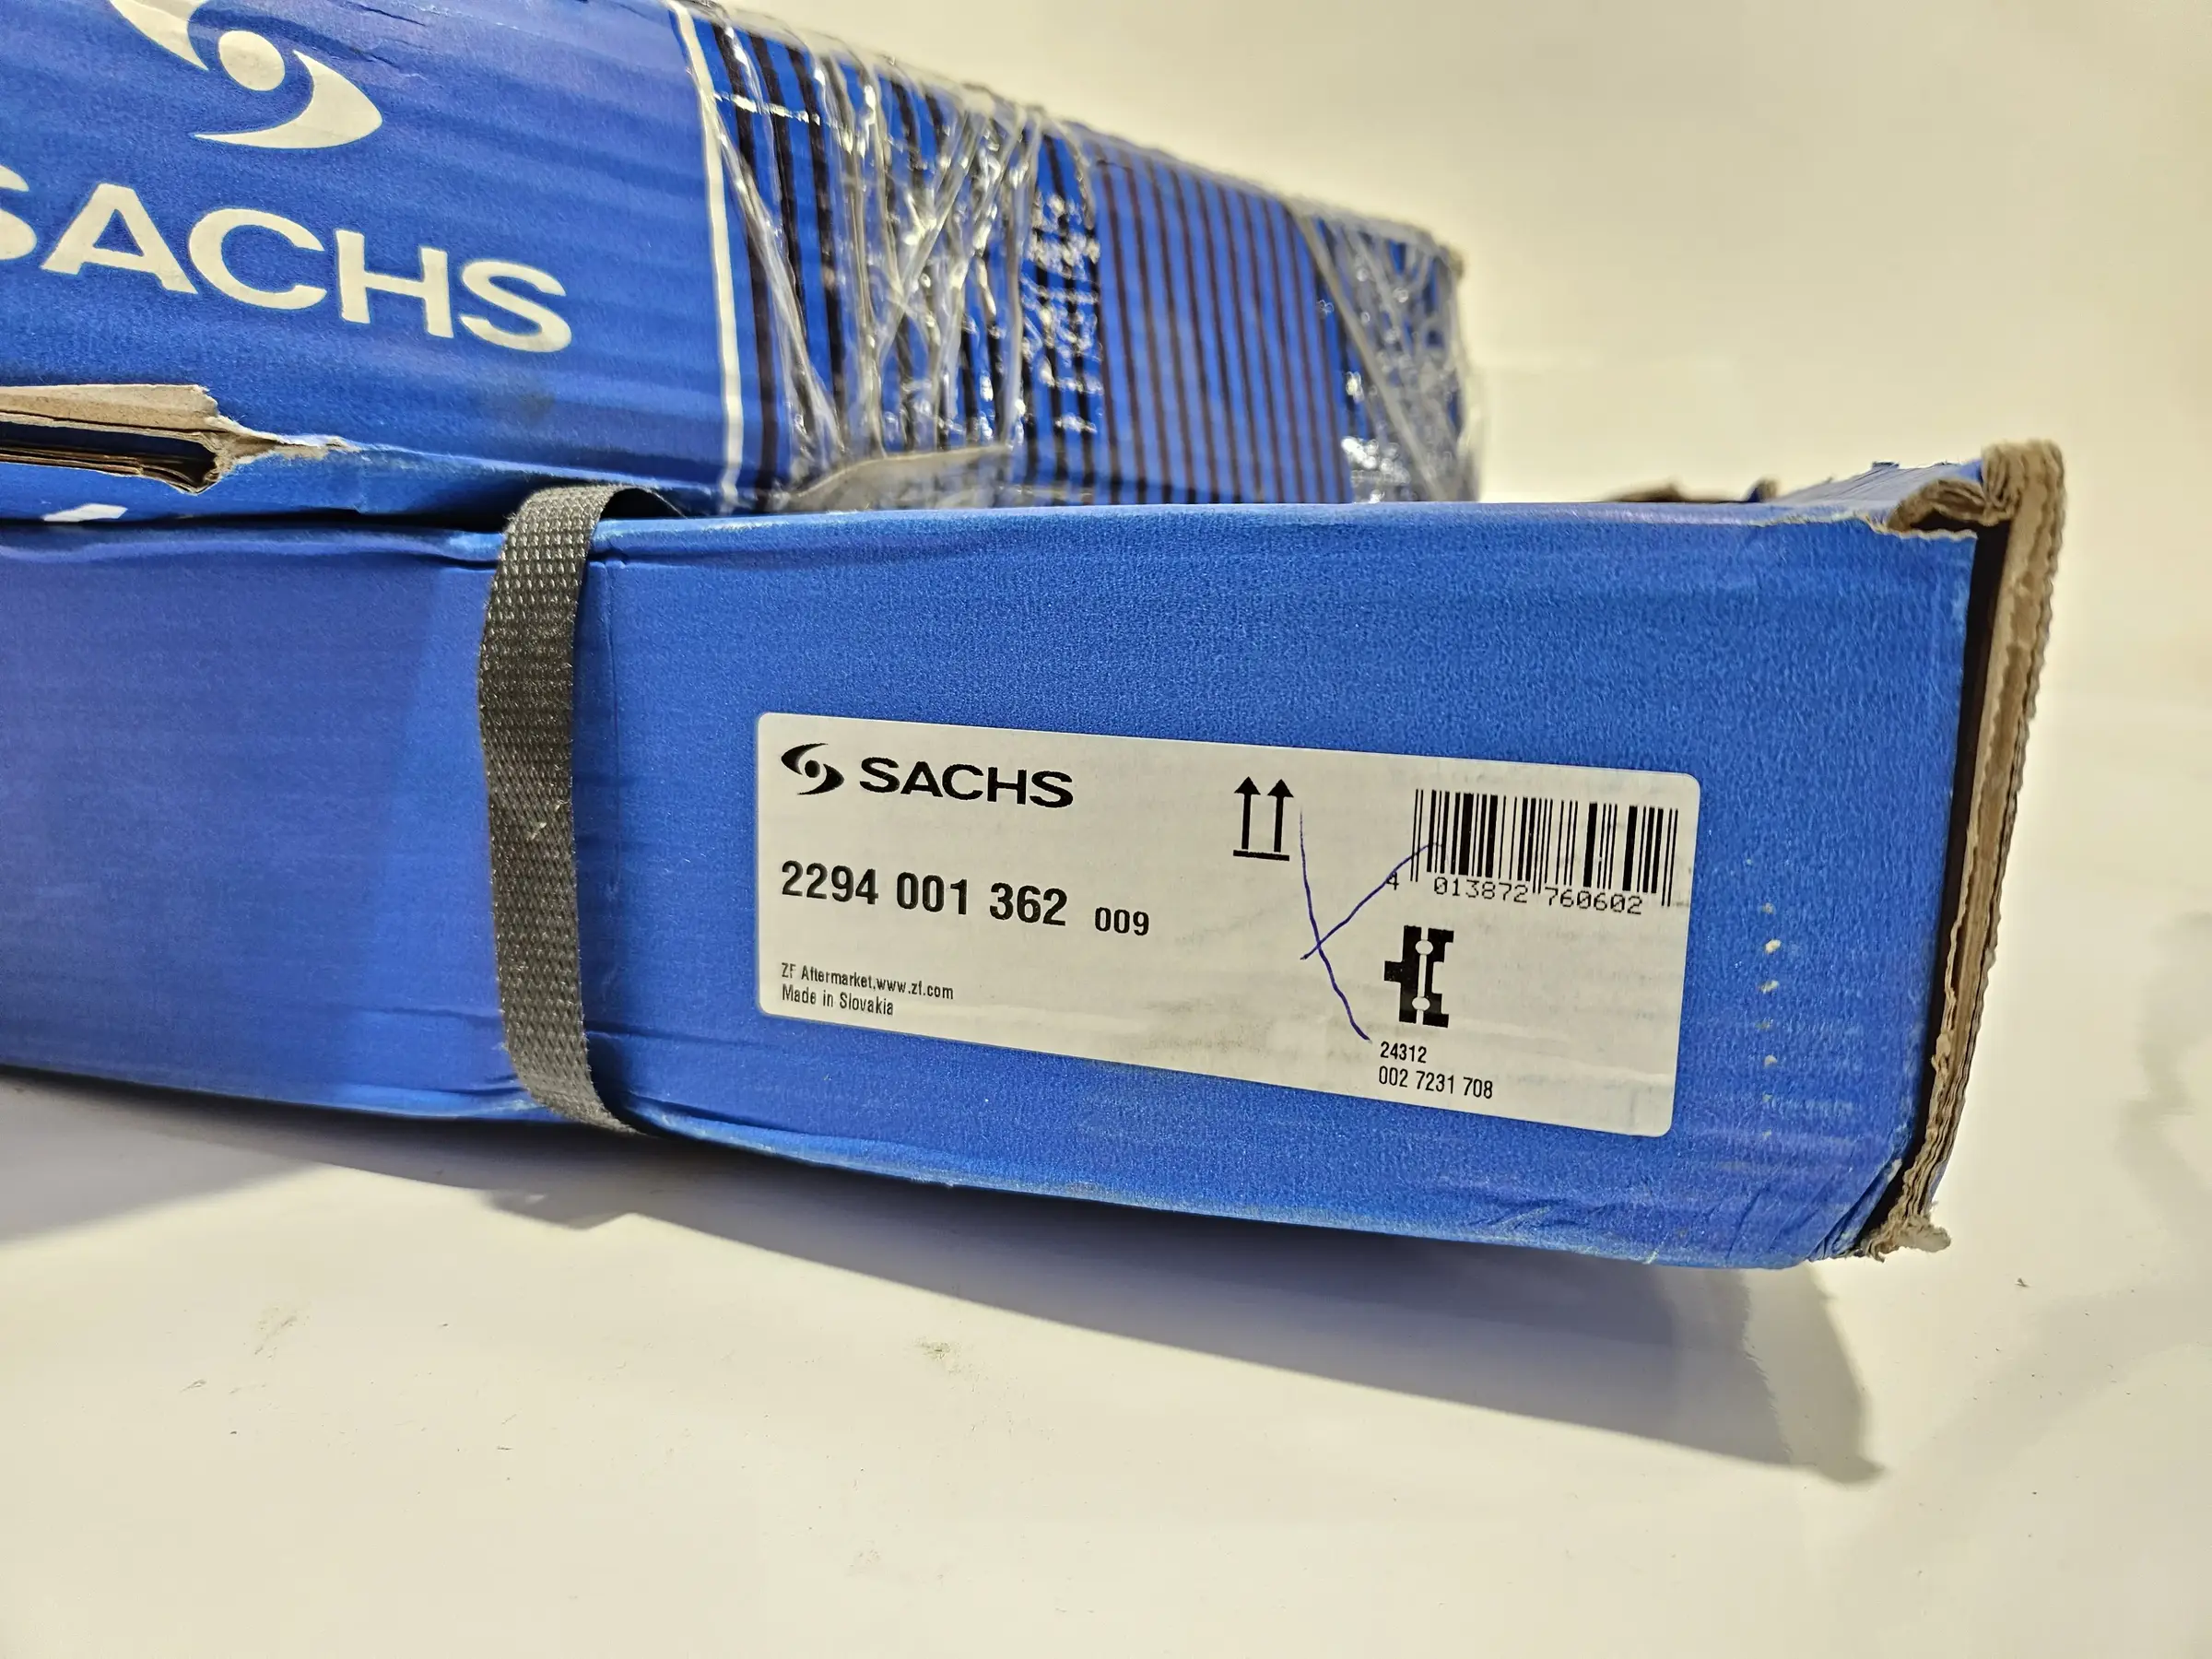 SACHS
SACHS
2294 001 362 009
4 013872 760602
ZF Aftermarket,www.zf.com
Made in Slovakia
24312
002 7231 708